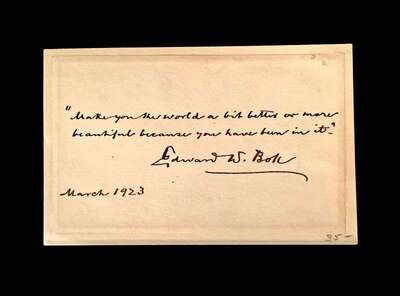 "Make you the world a bit better or more
beautiful because you have been in it."
Edward W. Bok
March 1923
35-